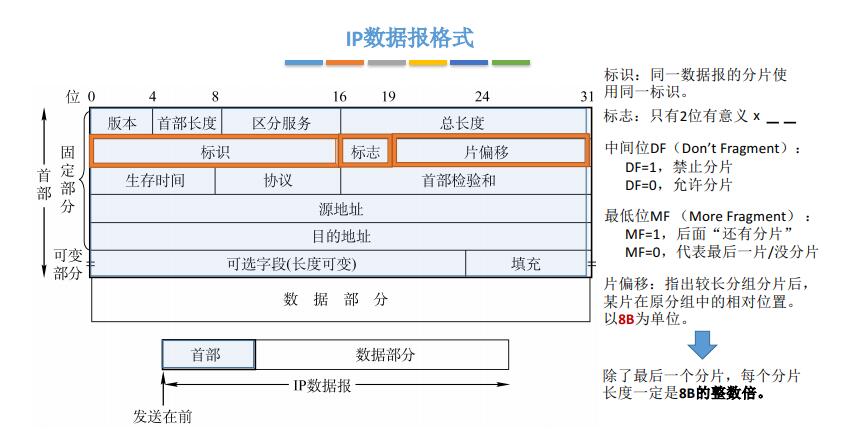 IP数据报格式
位 0 4 8 16 19 24 31
版本 首部长度 区分服务 总长度
标识 标志 片偏移
生存时间 协议 首部检验和
源地址
目的地址
可选字段(长度可变) 填充
数 据 部 分
首部
固定部分
可变
部分
首部 数据部分
IP数据报
发送在前
标识：同一数据报的分片使
用同一标识。
标志：只有2位有意义 x _ _
中间位DF（Don’t Fragment）：
DF=1，禁止分片
DF=0，允许分片
最低位MF （More Fragment） ：
MF=1，后面“还有分片”
MF=0，代表最后一片/没分片
片偏移：指出较长分组分片后，
某片在原分组中的相对位置。
以8B为单位。
除了最后一个分片，每个分片
长度一定是8B的整数倍。